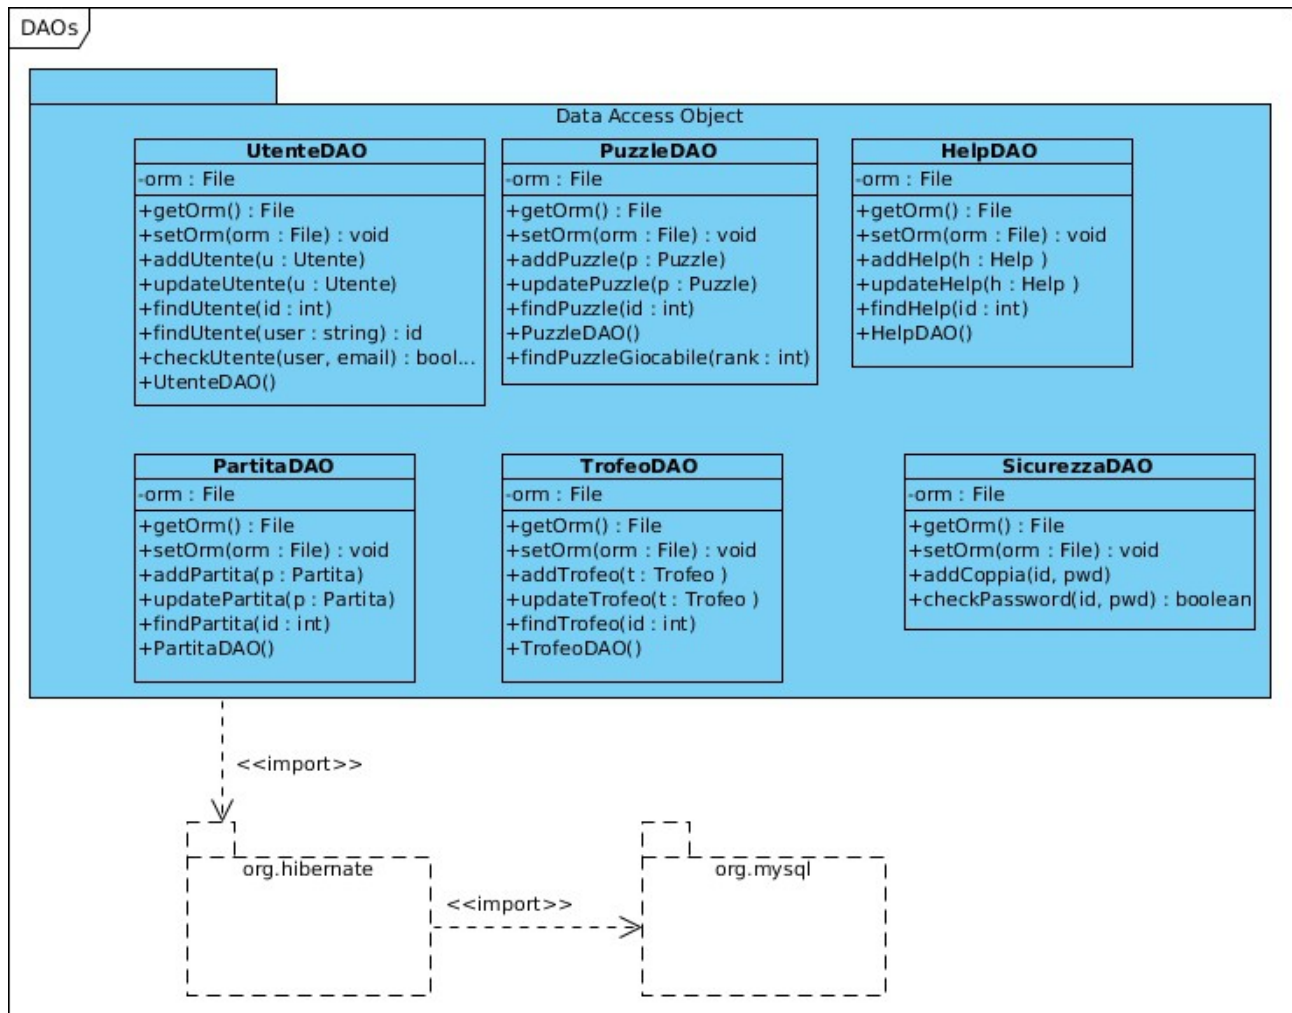 DAOs
Data Access Object
UtenteDAO
-orm : File
+getOrm() : File
+setOrm(orm : File) : void
+addUtente(u : Utente)
+updateUtente(u : Utente)
+findUtente(id : int)
+findUtente(user : string) : id
+checkUtente(user, email) : bool...
+UtenteDAO()
PuzzleDAO
-orm : File
+getOrm() : File
+setOrm(orm : File) : void
+addPuzzle(p : Puzzle)
+updatePuzzle(p : Puzzle)
+findPuzzle(id : int)
+PuzzleDAO()
+findPuzzleGiocabile(rank : int)
HelpDAO
-orm : File
+getOrm() : File
+setOrm(orm : File) : void
+addHelp(h : Help )
+updateHelp(h : Help )
+findHelp(id : int)
+HelpDAO()
PartitaDAO
-orm : File
+getOrm() : File
+setOrm(orm : File) : void
+addPartita(p : Partita)
+updatePartita(p : Partita)
+findPartita(id : int)
+PartitaDAO()
TrofeoDAO
-orm : File
+getOrm() : File
+setOrm(orm : File) : void
+addTrofeo(t : Trofeo )
+updateTrofeo(t : Trofeo )
+findTrofeo(id : int)
+TrofeoDAO()
SicurezzaDAO
-orm : File
+getOrm() : File
+setOrm(orm : File) : void
+addCoppia(id, pwd)
+checkPassword(id, pwd) : boolean
<<import>>
org.hibernate
<<import>>
org.mysql